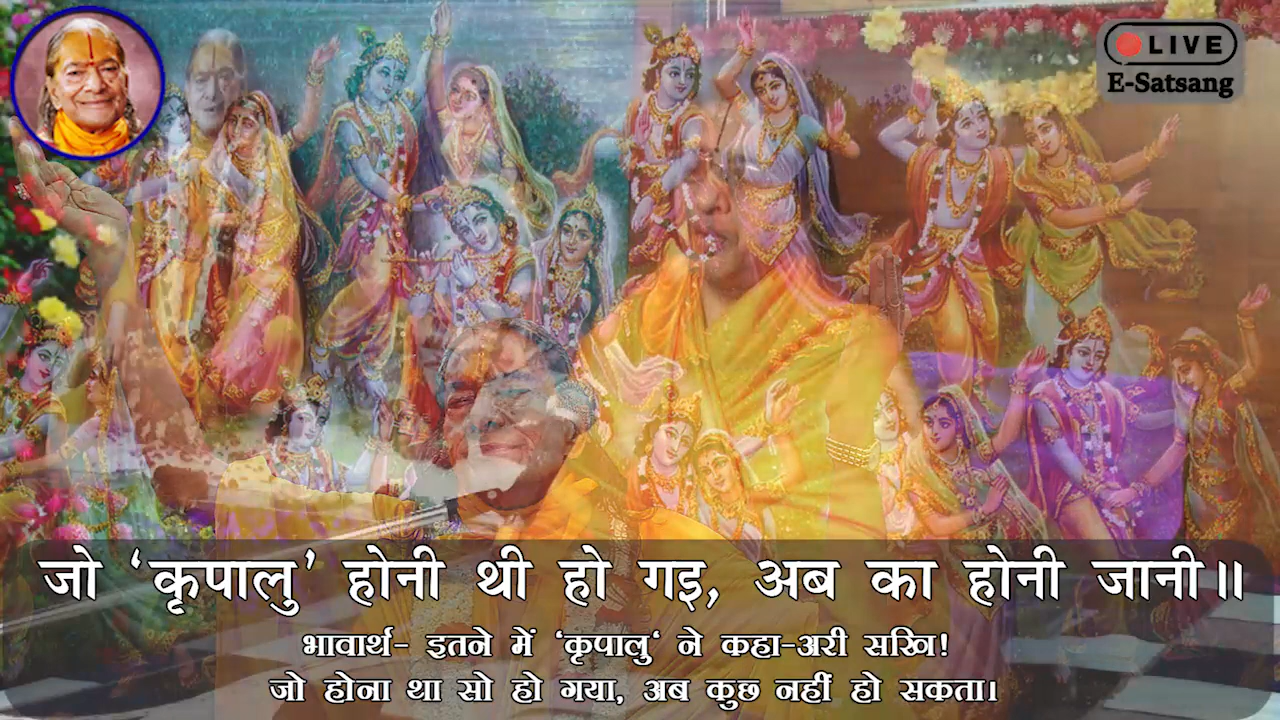 LIVE
E-Satsang
जो ‘कृपालु’ होनी थी हो गइ, अब का होनी जानी॥
भावार्थ- इतने में ‘कृपालु‘ ने कहा-अरी सखि!
जो होना था सो हो गया, अब कुछ नहीं हो सकता।